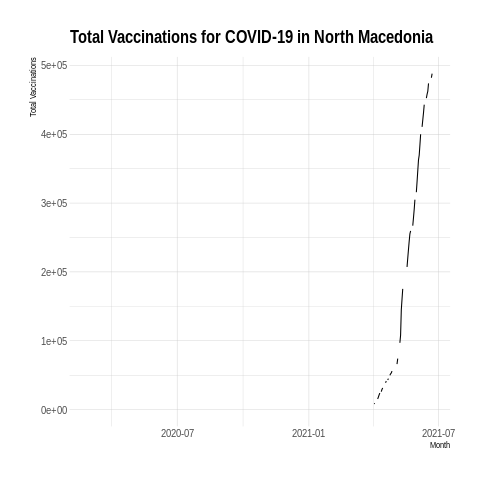 Total Vaccinations for COVID-19 in North Macedonia
Total Vaccinations
5e+05
4e+05
3e+05
2e+05
1e+05
0e+00
2020-07
2021-01
2021-07
Month